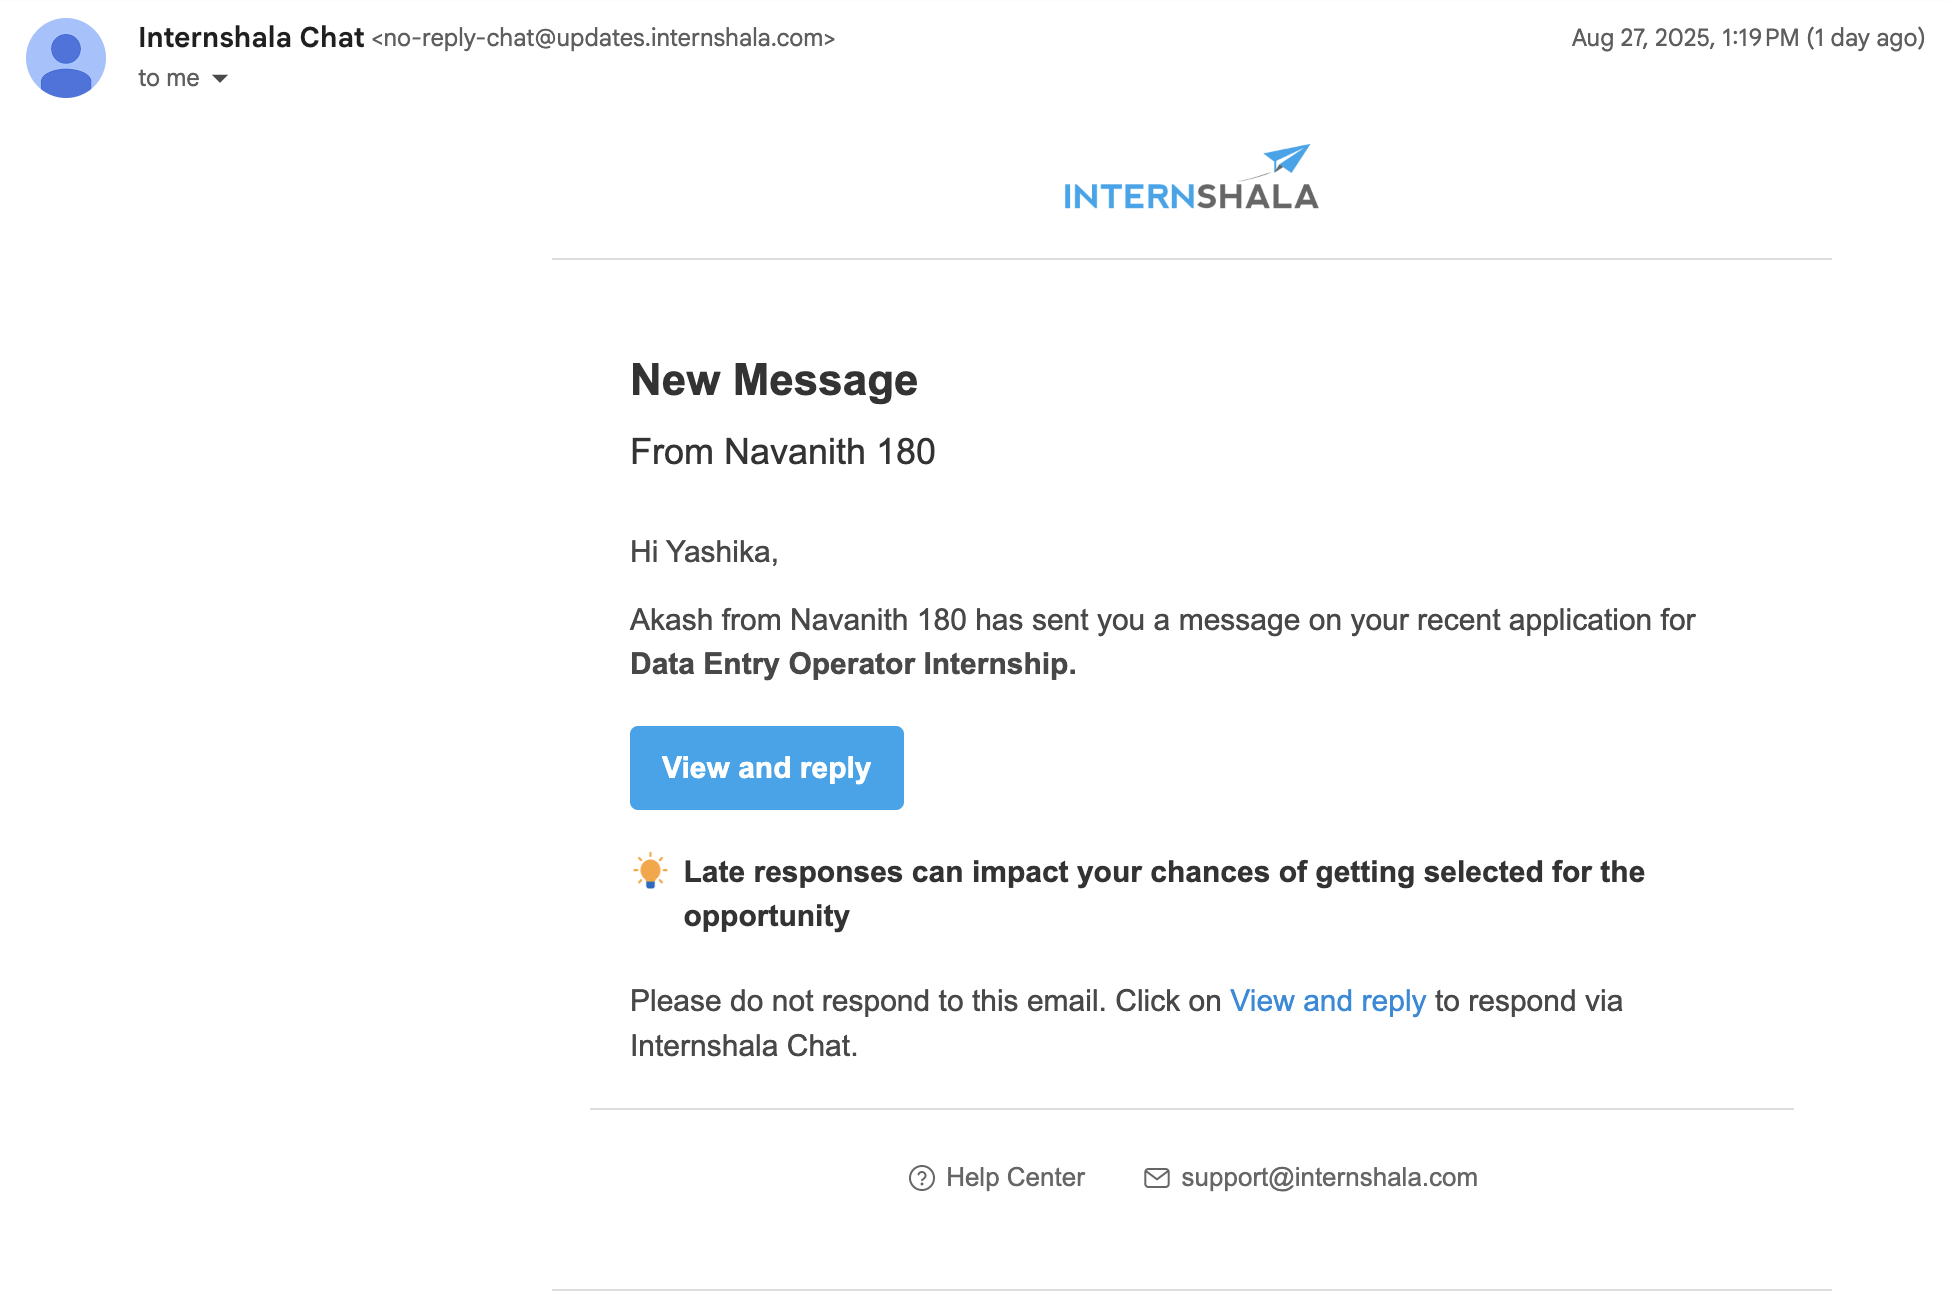 Internshala Chat <no-reply-chat@updates.internshala.com>
Aug 27, 2025, 1:19 PM (1 day ago)
to me
INTERNSHALA
New Message
From Navanith 180
Hi Yashika,
Akash from Navanith 180 has sent you a message on your recent application for
Data Entry Operator Internship.
View and reply
Late responses can impact your chances of getting selected for the
opportunity
Please do not respond to this email. Click on View and reply to respond via
Internshala Chat.
Help Center
support@internshala.com